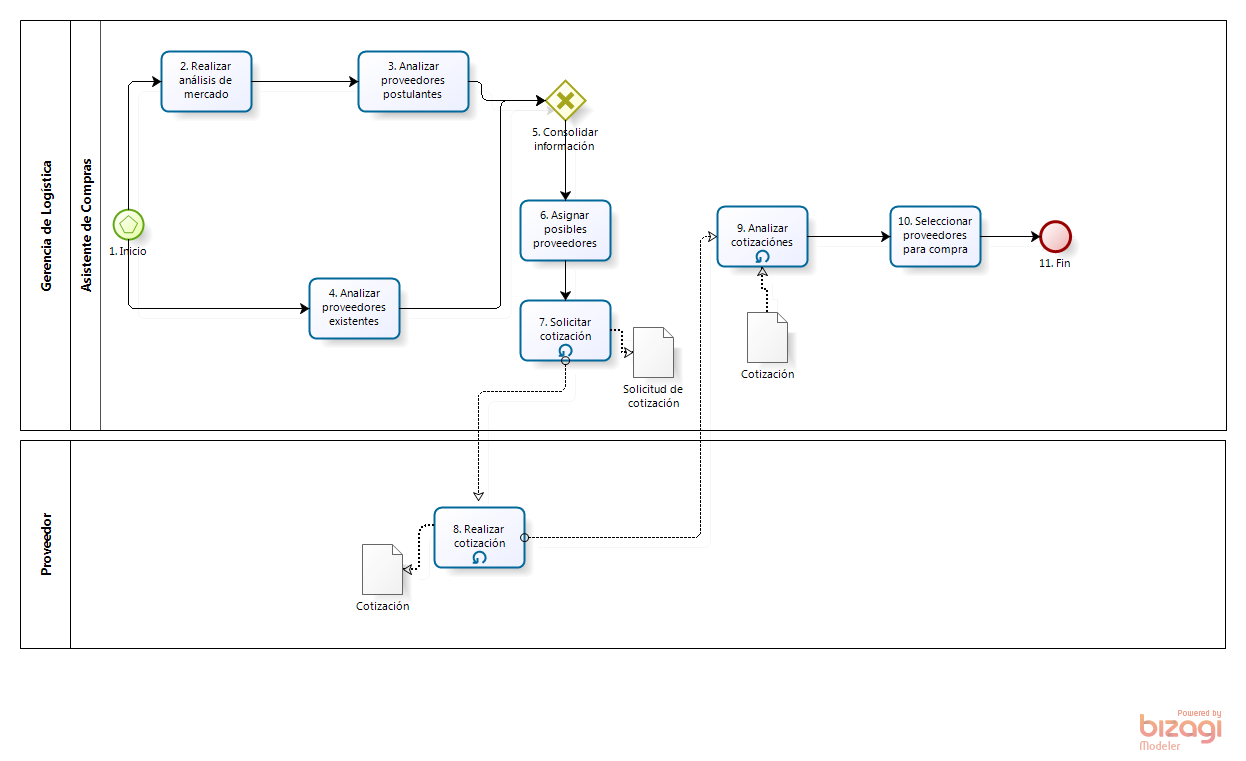 Gerencia de Logística
Asistente de Compras
1. Inicio
2. Realizar
análisis de
mercado
3. Analizar
proveedores
postulantes
4. Analizar
proveedores
existentes
5. Consolidar
información
6. Asignar
posibles
proveedores
7. Solicitar
cotización
Solicitud de
cotización
9. Analizar
cotizaciónes
Cotización
10. Seleccionar
proveedores
para compra
11. Fin
Proveedor
8. Realizar
cotización
Cotización
Powered by
bizagi
Modeler